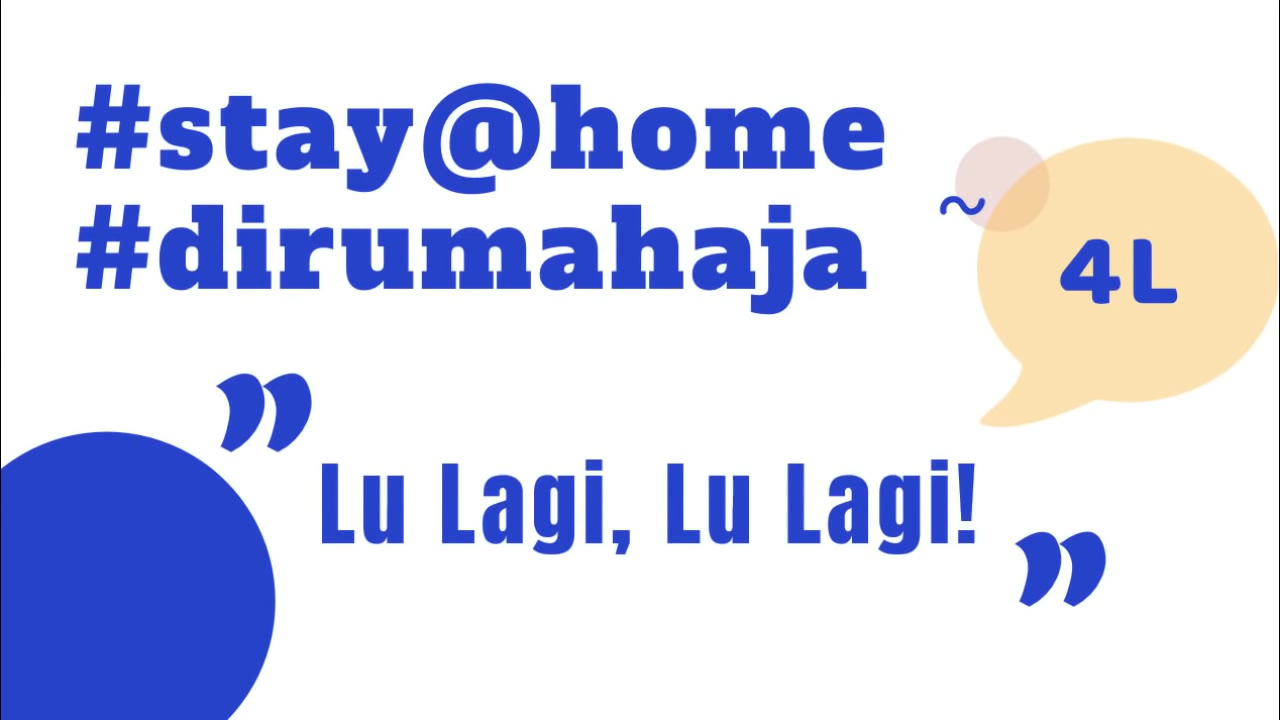 #stay@home
#dirumahaja
~
4L
”
Lu Lagi, Lu Lagi!
”